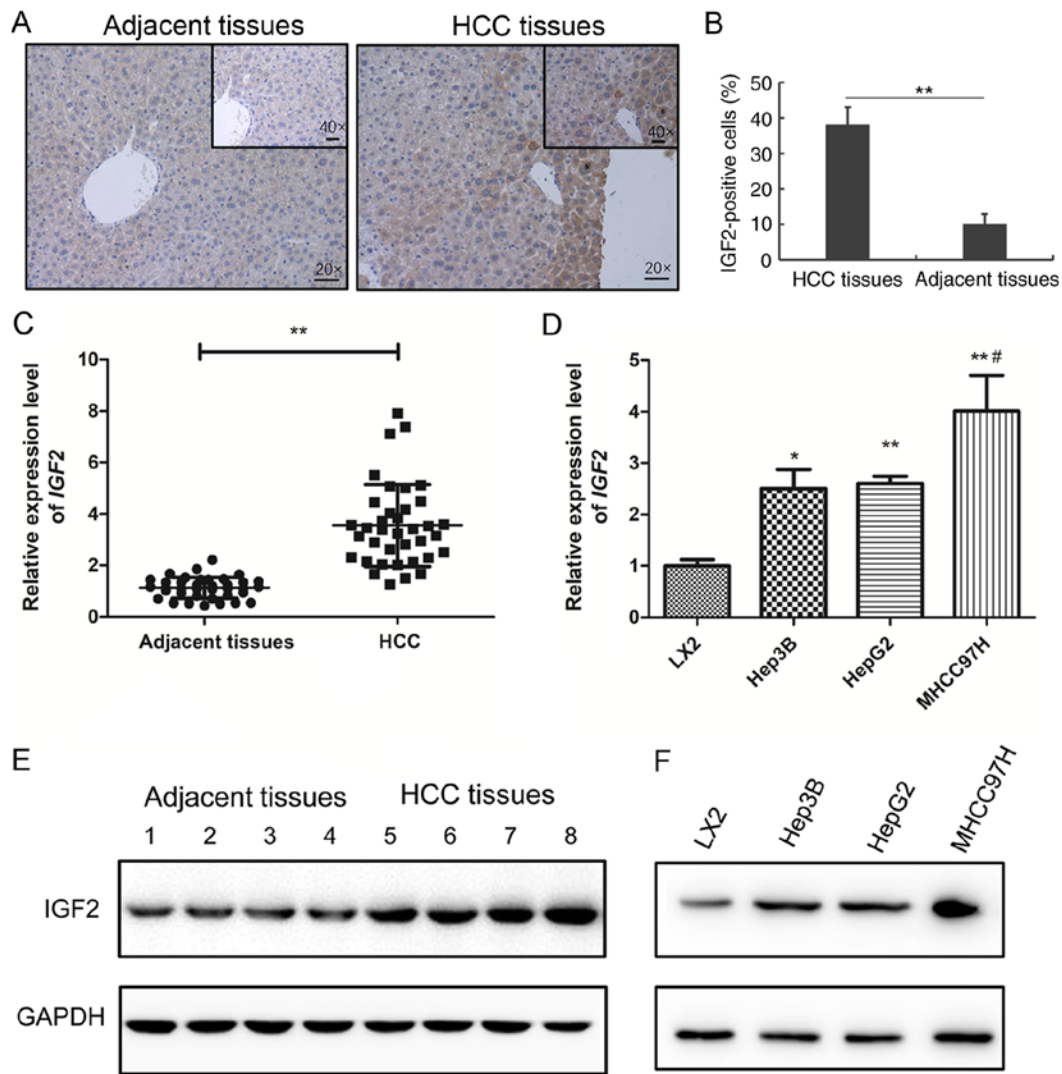 A
Adjacent tissues
HCC tissues
40×
20×
40×
20×
B
IGF2-positive cells (%)
50
40
30
20
10
0
**
HCC tissues
Adjacent tissues
C
Relative expression level
of IGF2
10
8
6
4
2
0
**
Adjacent tissues
HCC
D
Relative expression level
of IGF2
5
4
3
2
1
0
*
**
** #
LX2
Hep3B
HepG2
MHCC97H
E
Adjacent tissues
HCC tissues
1 2 3 4 5 6 7 8
IGF2
GAPDH
F
LX2
Hep3B
HepG2
MHCC97H